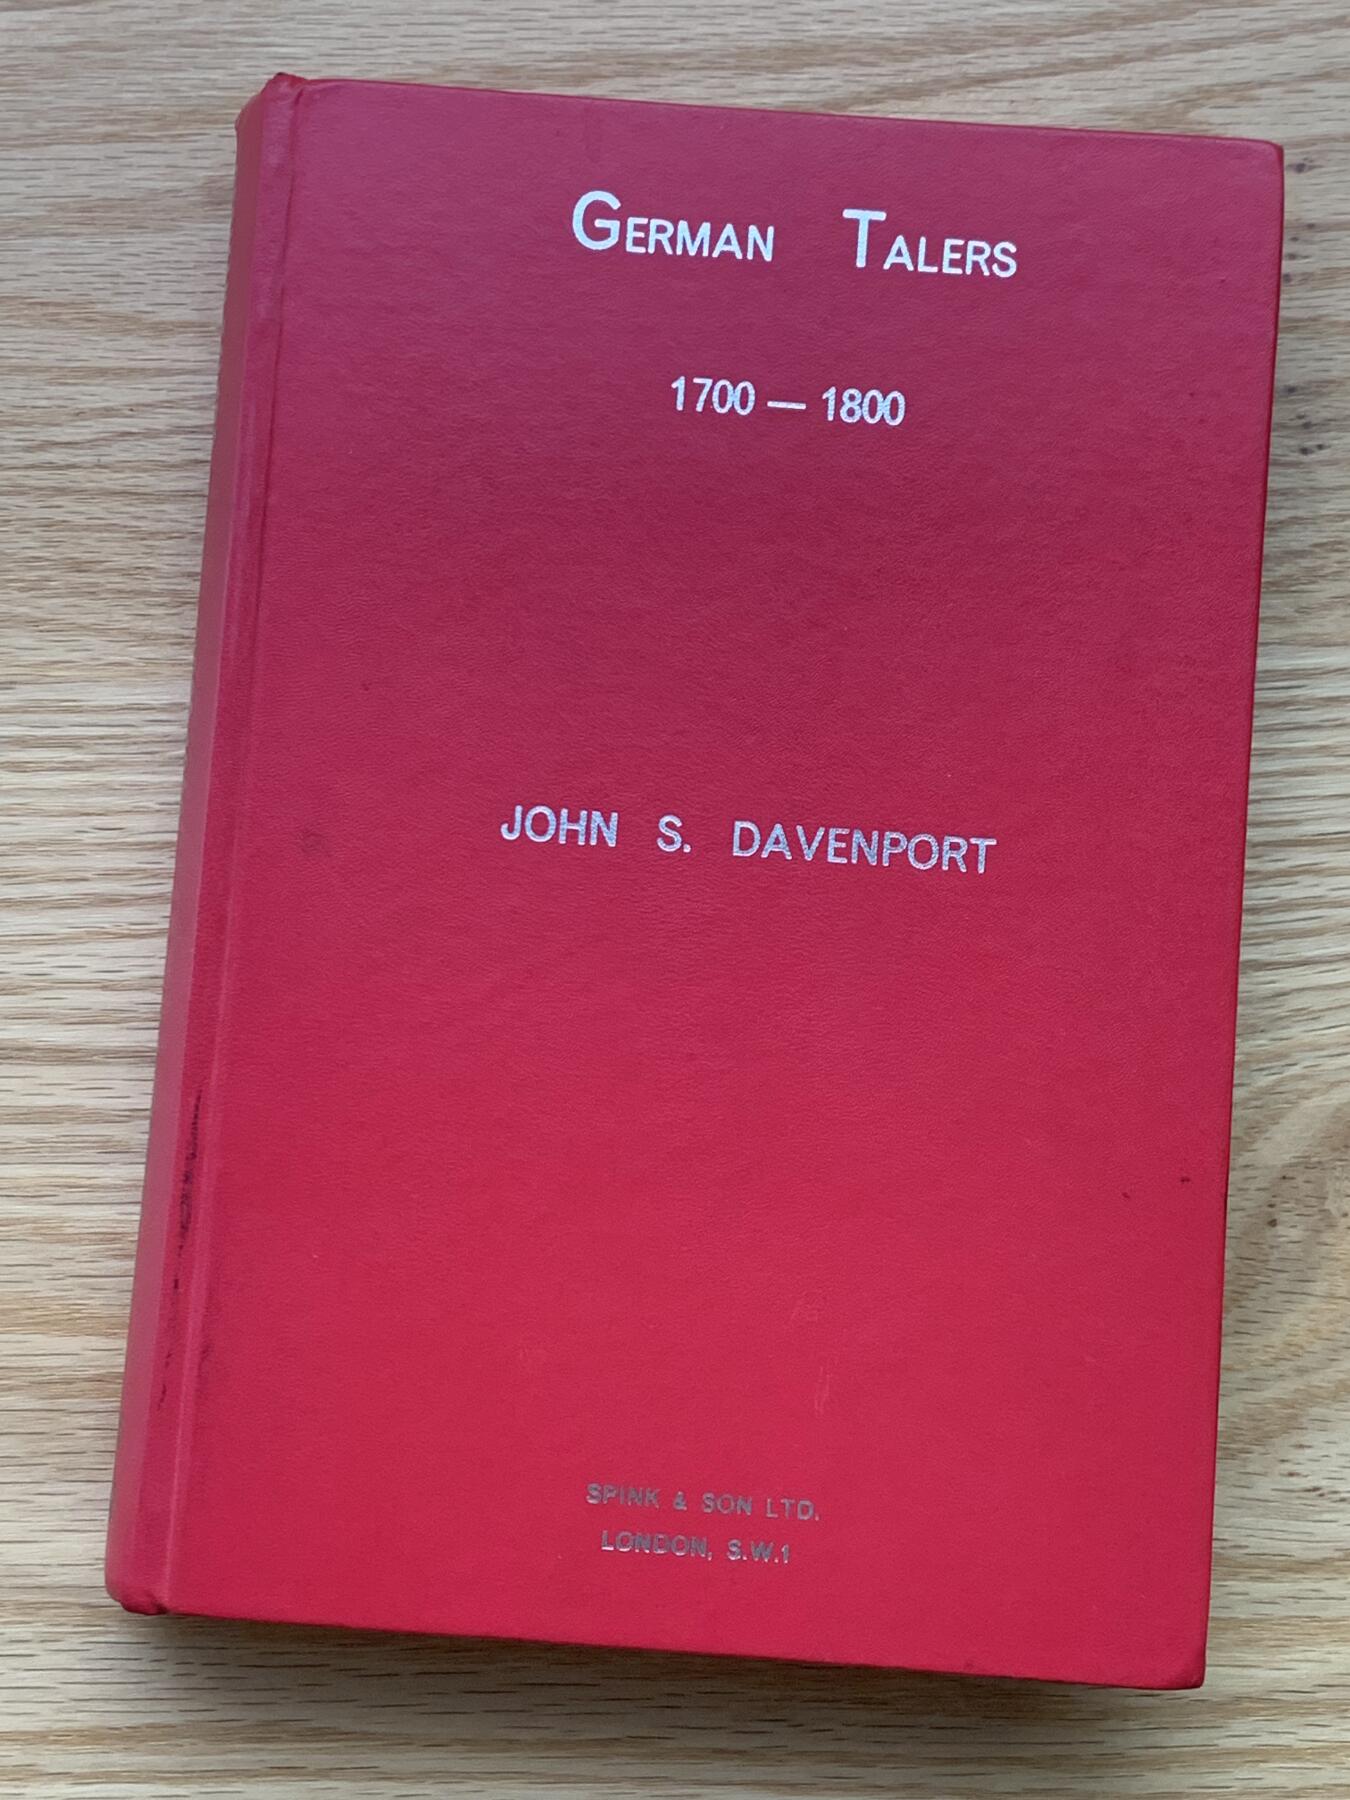 GERMAN TALERS
1700 — 1800
JOHN S. DAVENPORT
SPINK & SON LTD.
LONDON, S.W.1